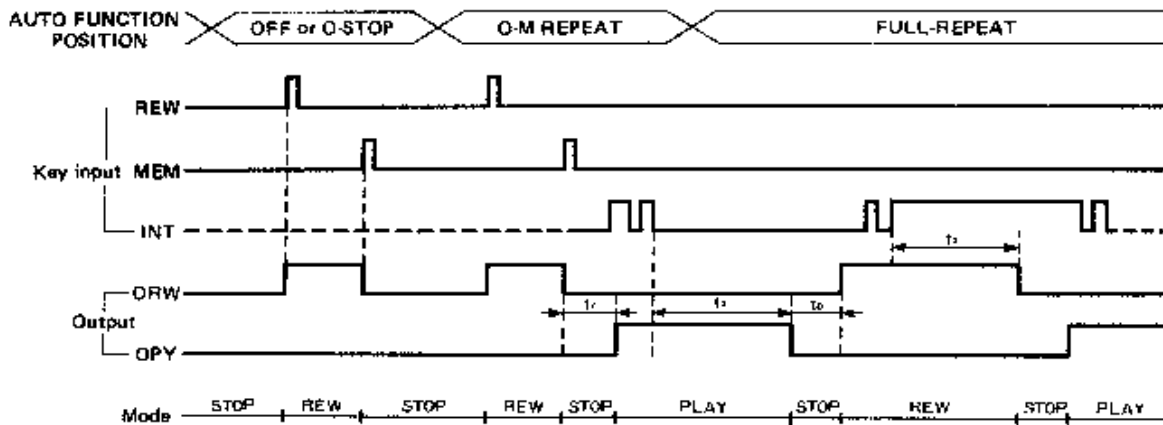 AUTO FUNCTION POSITION OFF or O-STOP O-M REPEAT FULL-REPEAT
REW
Key input MEM
INT
ORW
Output
OPY
Mode STOP REW STOP REW STOP PLAY STOP REW STOP PLAY